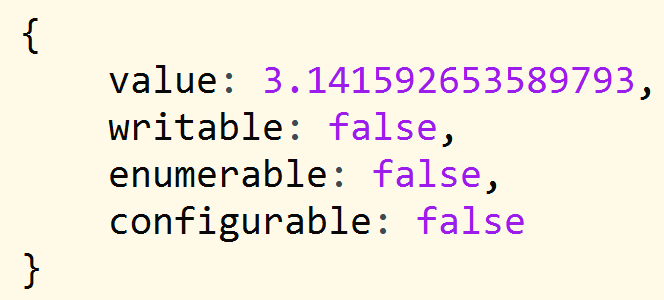 {
    value: 3.141592653589793,
    writable: false,
    enumerable: false,
    configurable: false
}